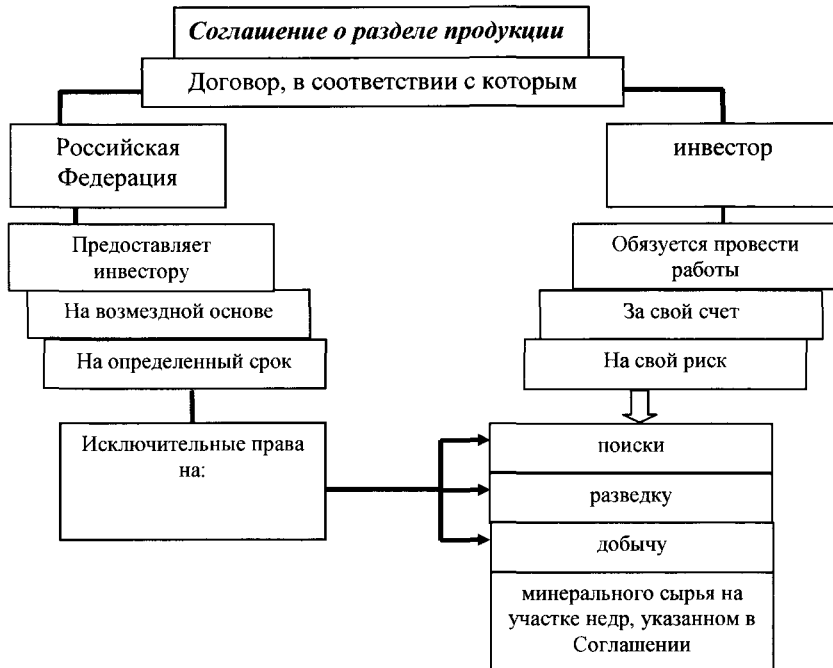 Соглашение о разделе продукции
Договор, в соответствии с которым
Российская
Федерация
инвестор
Предоставляет
инвестору
Обязуется провести
работы
На возмездной основе
За свой счет
На определенный срок
На свой риск
Исключительные права
на:
поиски
разведку
добычу
минерального сырья на
участке недр, указанном в
Соглашении